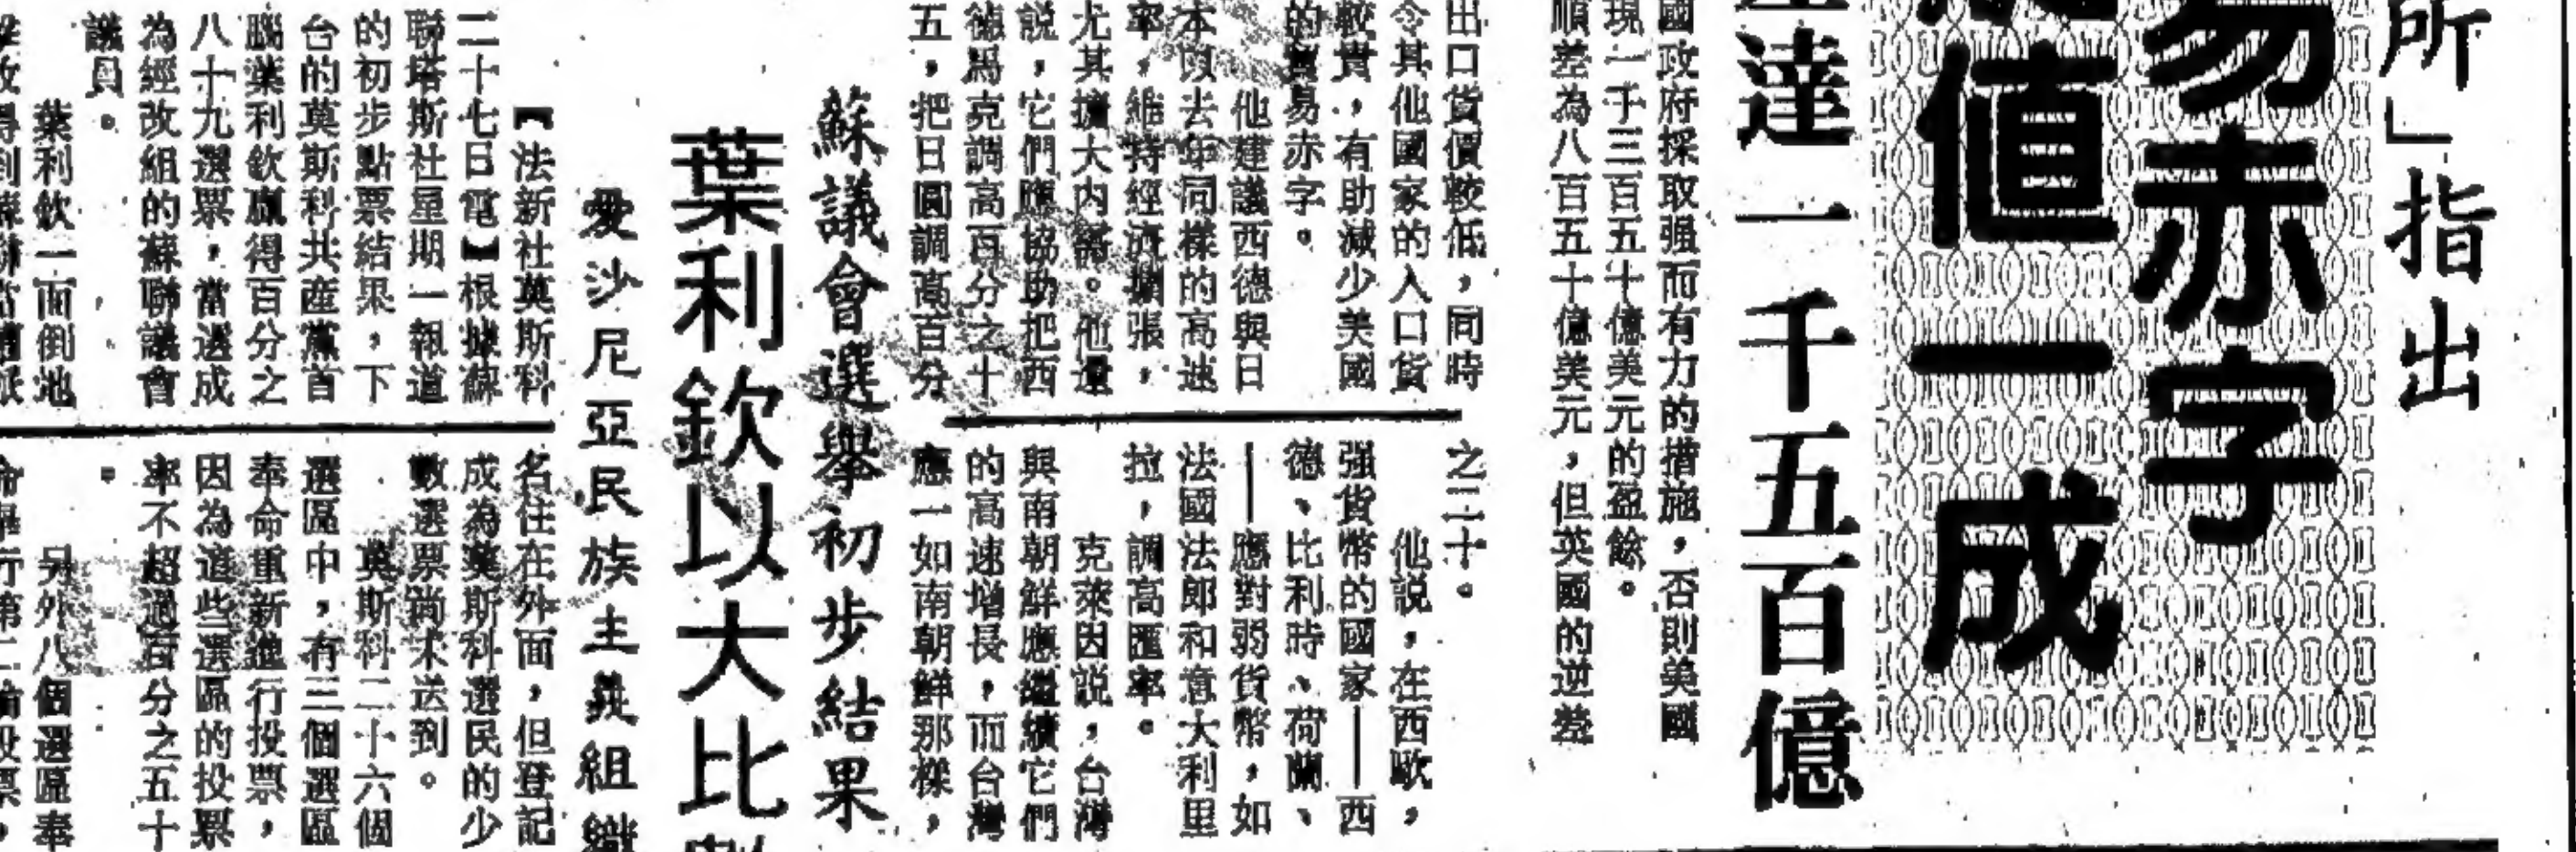 所」指出
易赤字
值一成
達一千五百億
國政府採取强而有力的措施，否則美國
現一千三百五十億美元的盈餘。
順差為八百五十億美元，但英國的逆差
出口貨價較低，同時
令其他國家的入口貨
較貴，有助減少美國
的貿易赤字。
他建議西德與日
本以去年同樣的高速
率，維持經濟擴張，
尤其擴大内需。他還
説，它們應協助把西
德馬克調高百分之十
五，把日圓調高百分
之二十。
他説，在西歐，
强貨幣的國家——西
德、比利時、荷蘭、
——應對弱貨幣，如
法國法郎和意大利里
拉，調高匯率。
克萊因説，台灣
與南朝鮮應繼續它們
的高速增長，而台灣
應一如南朝鮮那樣，
蘇議會選舉初步結果
葉利欽以大比
愛沙尼亞民族主義組織
【法新社莫斯科
二十七日電】根據蘇
聯塔斯社星期一報道
的初步點票結果，下
台的莫斯科共産黨首
腦葉利欽贏得百分之
八十九選票，當選成
為經改組的蘇聯議會
議員。
葉利欽一面倒地
名住在外面，但登記
成為莫斯科選民的少
數選票尚未送到。
莫斯科二十六個
選區中，有三個選區
奉命重新進行投票，
因為這些選區的投票
率不超過百分之五十
。
另外八個選區奉